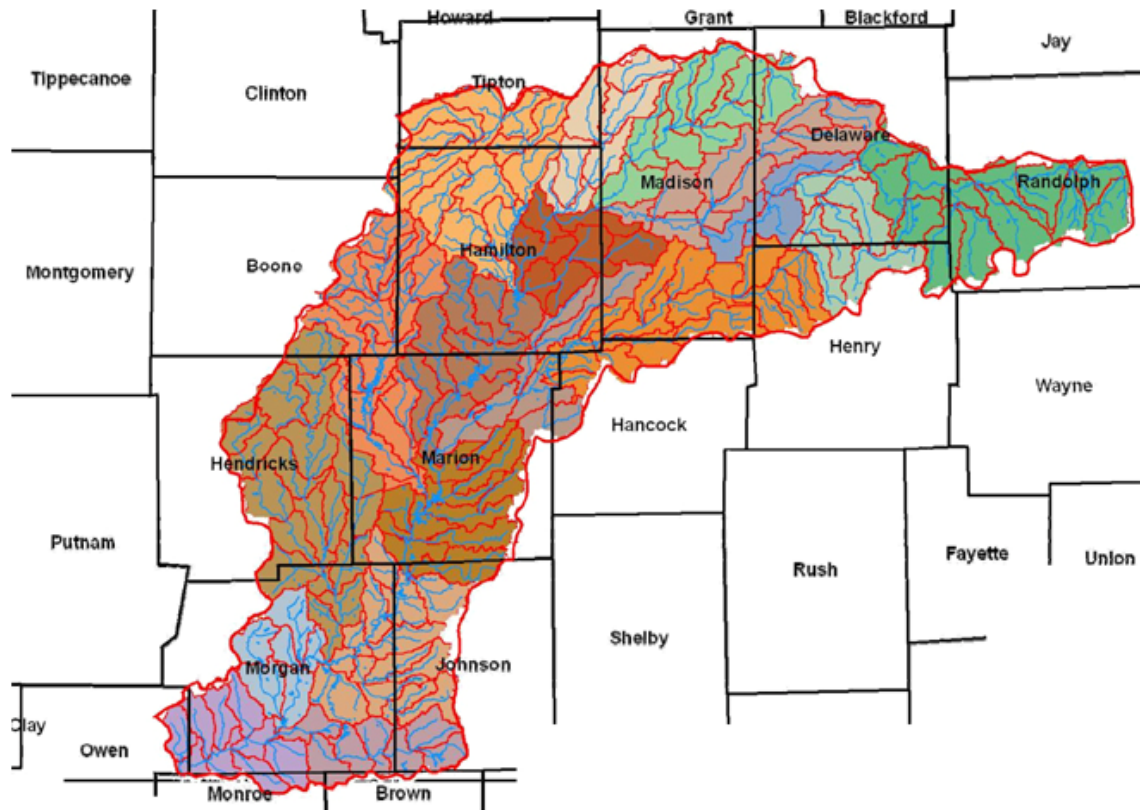 Howard
Grant
Blackford
Jay
Tippecanoe
Clinton
Tipton
Delaware
Madison
Randolph
Hamilton
Boone
Montgomery
Henry
Wayne
Hancock
Marion
Hendricks
Putnam
Fayette
Union
Rush
Shelby
Johnson
Morgan
Clay
Owen
Monroe
Brown